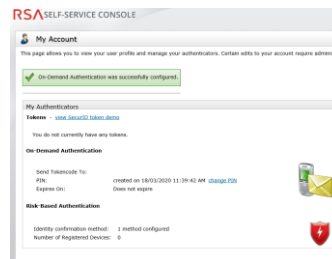 RSA SELF-SERVICE CONSOLE
My Account
This page allows you to view your user profile and manage your authenticators. Certain edits to your account require admin
On-Demand Authentication was successfully configured.
My Authenticators
Tokens - view SecurID token demo
You do not currently have any tokens.
On-Demand Authentication
Send Tokencode To:
PIN: created on 18/03/2020 11:39:42 AM change PIN
Expires On: Does not expire
Risk-Based Authentication
Identity confirmation method: 1 method configured
Number of Registered Devices: 0